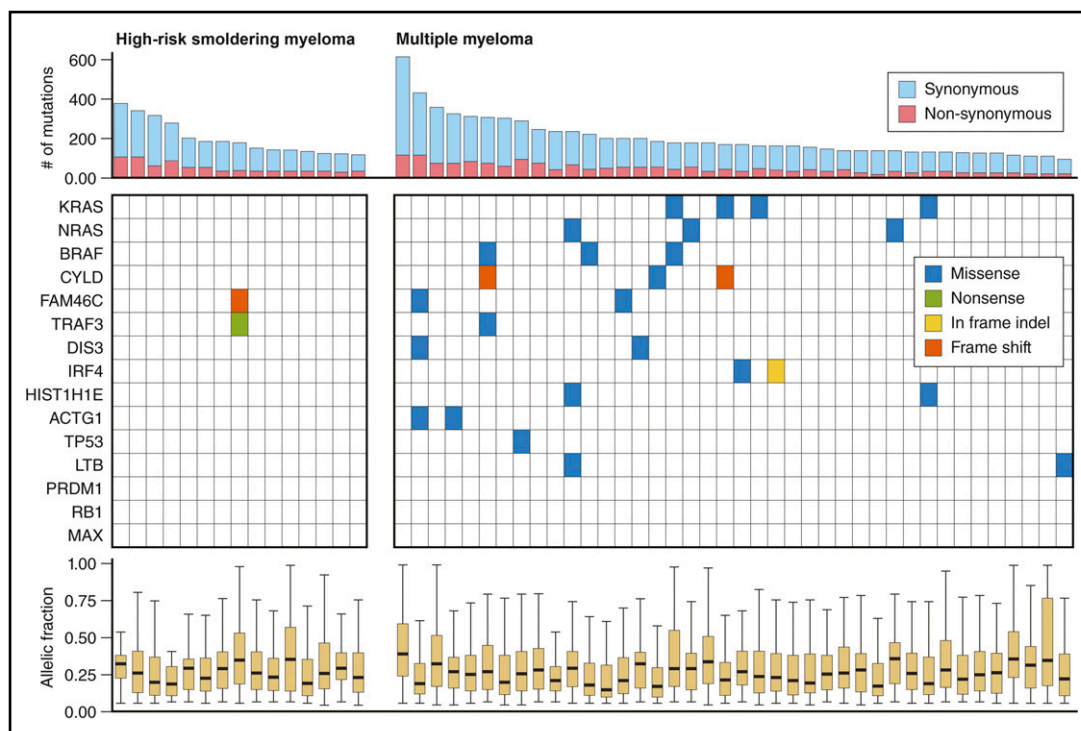 High-risk smoldering myeloma
Multiple myeloma
# of mutations
600
400
200
0.00
Synonymous
Non-synonymous
KRAS
NRAS
BRAF
CYLD
FAM46C
TRAF3
DIS3
IRF4
HIST1H1E
ACTG1
TP53
LTB
PRDM1
RB1
MAX
Missense
Nonsense
In frame indel
Frame shift
Allelic fraction
1.00
0.75
0.50
0.25
0.00